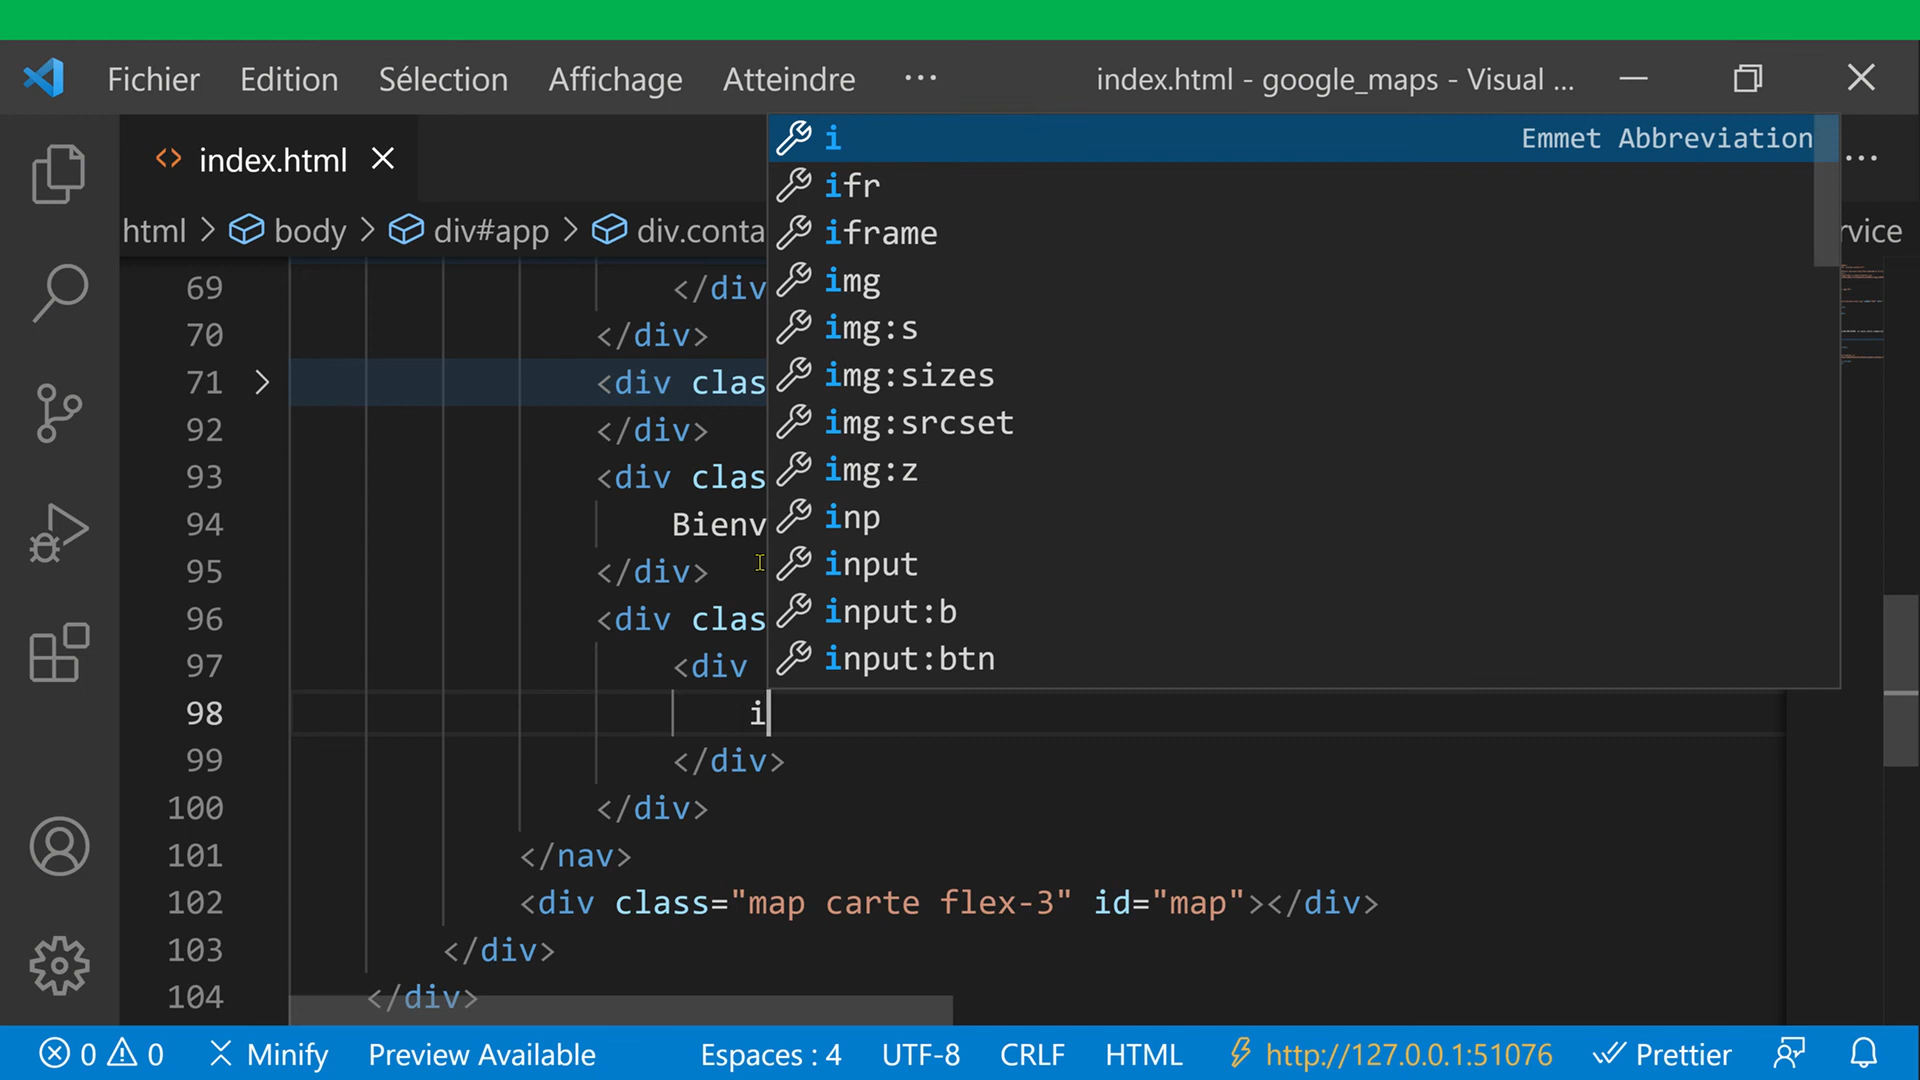 Fichier Edition Sélection Affichage Atteindre ··· index.html - google_maps - Visual ...
index.html
html > body > div#app > div.conta
rvice
i Emmet Abbreviation
ifr
iframe
img
img:s
img:sizes
img:srcset
img:z
inp
input
input:b
input:btn
69 </div
70 </div>
71 <div clas
92 </div>
93 <div clas
94 Bienv
95 </div>
96 <div clas
97 <div
98 i
99 </div>
100 </div>
101 </nav>
102 <div class="map carte flex-3" id="map"></div>
103 </div>
104 </div>
0 0 Minify Preview Available Espaces : 4 UTF-8 CRLF HTML http://127.0.0.1:51076 Prettier